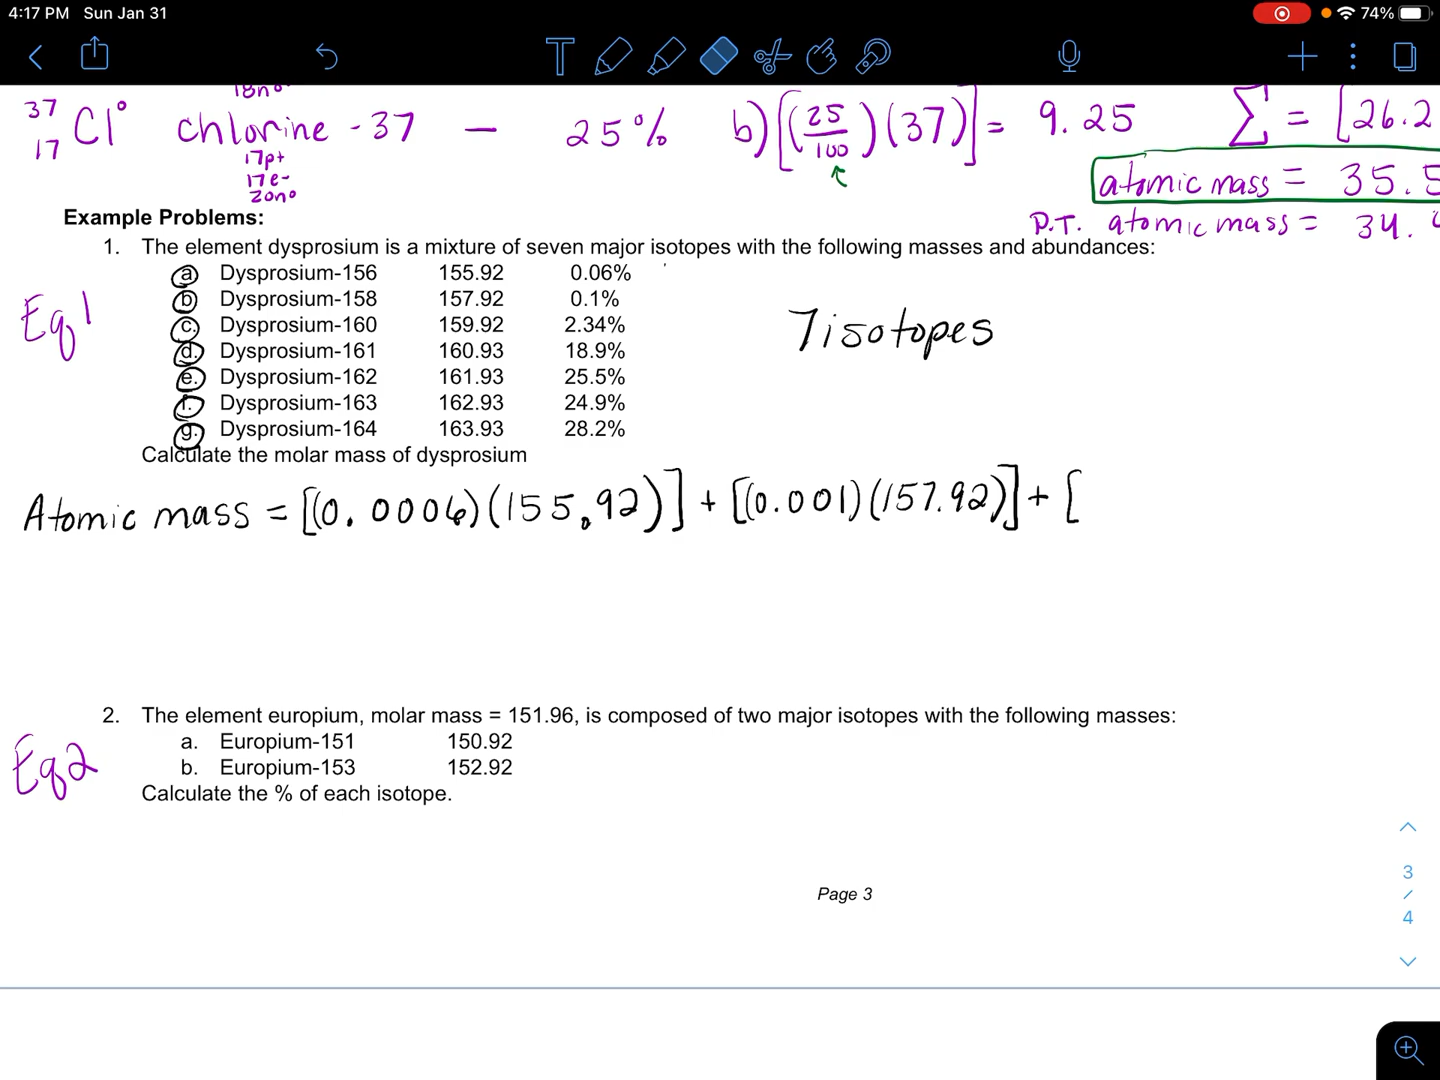 4:17 PM Sun Jan 31 74%
18n°
37 17 Cl° chlorine - 37 — 25% b) [(25/100)(37)] = 9.25 Σ = [26.2
17p+
17e-
20n°
atomic mass = 35.5
P.T. atomic mass = 34.
Example Problems:
1. The element dysprosium is a mixture of seven major isotopes with the following masses and abundances:
Eq 1
a Dysprosium-156 155.92 0.06%
b Dysprosium-158 157.92 0.1%
c. Dysprosium-160 159.92 2.34%
d. Dysprosium-161 160.93 18.9%
e. Dysprosium-162 161.93 25.5%
f. Dysprosium-163 162.93 24.9%
g. Dysprosium-164 163.93 28.2%
7 isotopes
Calculate the molar mass of dysprosium
Atomic mass = [(0.0006)(155.92)] + [(0.001)(157.92)] + [
2. The element europium, molar mass = 151.96, is composed of two major isotopes with the following masses:
Eq 2
a. Europium-151 150.92
b. Europium-153 152.92
Calculate the % of each isotope.
Page 3
3
/
4